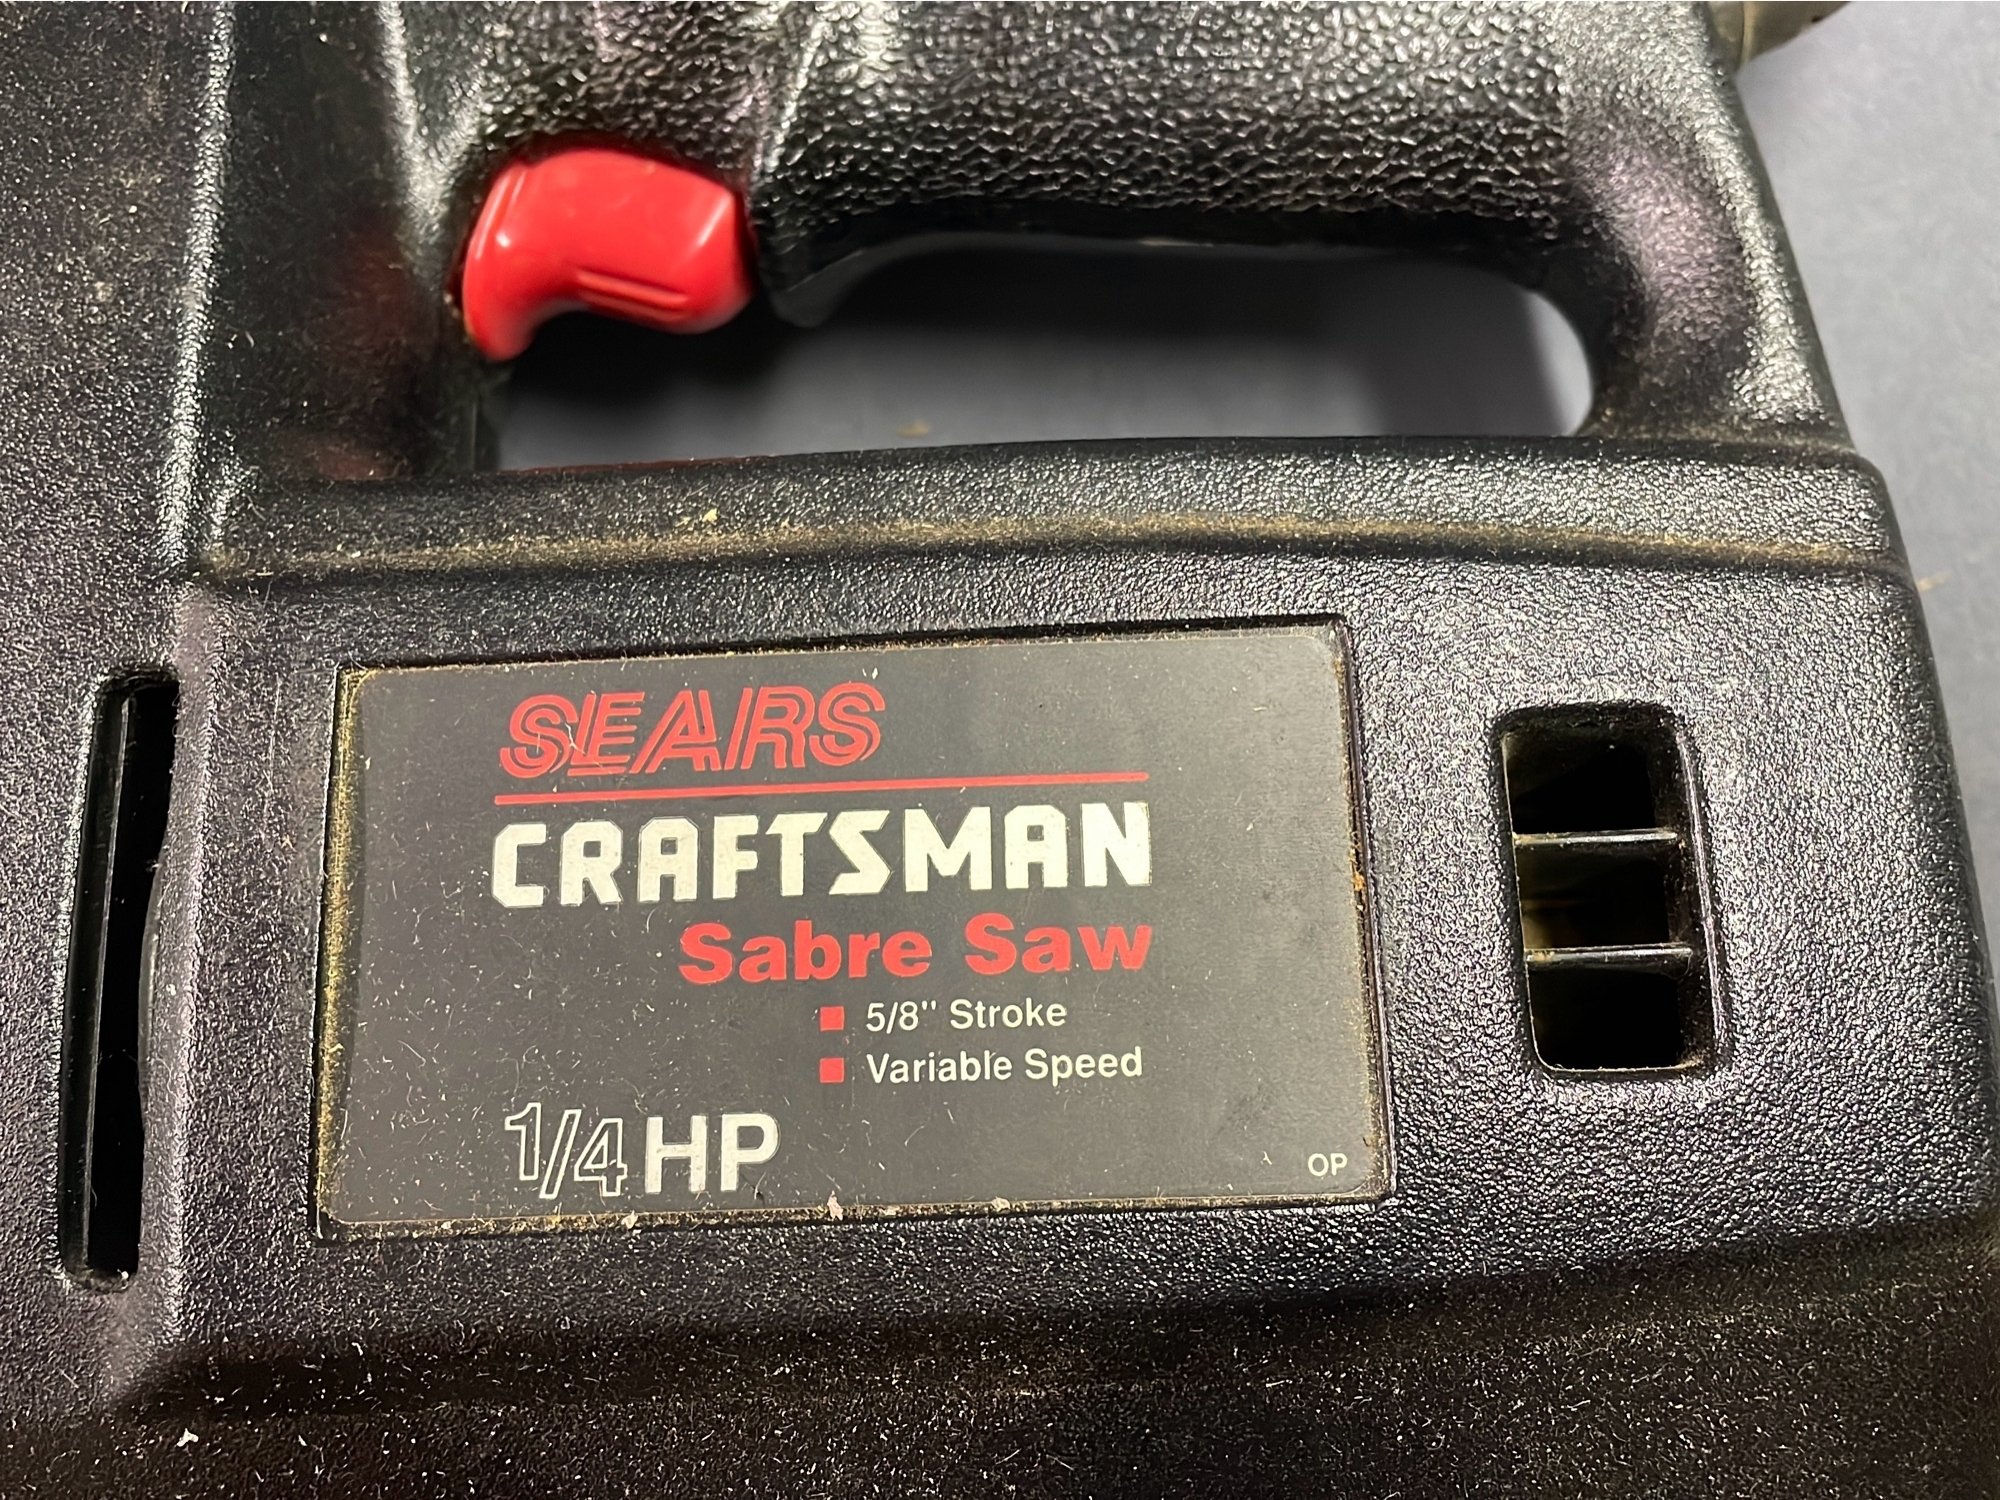 SEARS
CRAFTSMAN
Sabre Saw
5/8" Stroke
Variable Speed
1/4 HP
OP